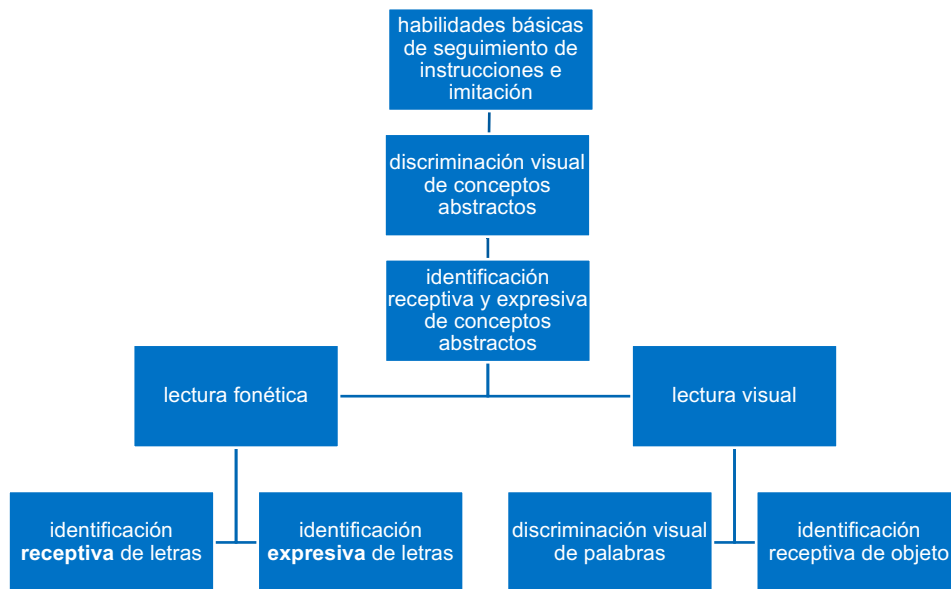 habilidades básicas
de seguimiento de
instrucciones e
imitación
discriminación visual
de conceptos
abstractos
identificación
receptiva y expresiva
de conceptos
abstractos
lectura fonética
lectura visual
identificación
receptiva de letras
identificación
expresiva de letras
discriminación visual
de palabras
identificación
receptiva de objeto